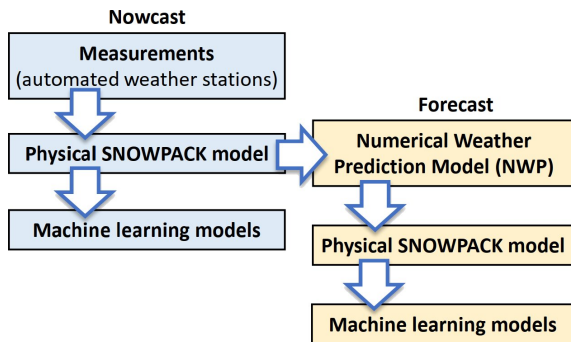 Nowcast
Measurements
(automated weather stations)
Physical SNOWPACK model
Machine learning models
Forecast
Numerical Weather
Prediction Model (NWP)
Physical SNOWPACK model
Machine learning models